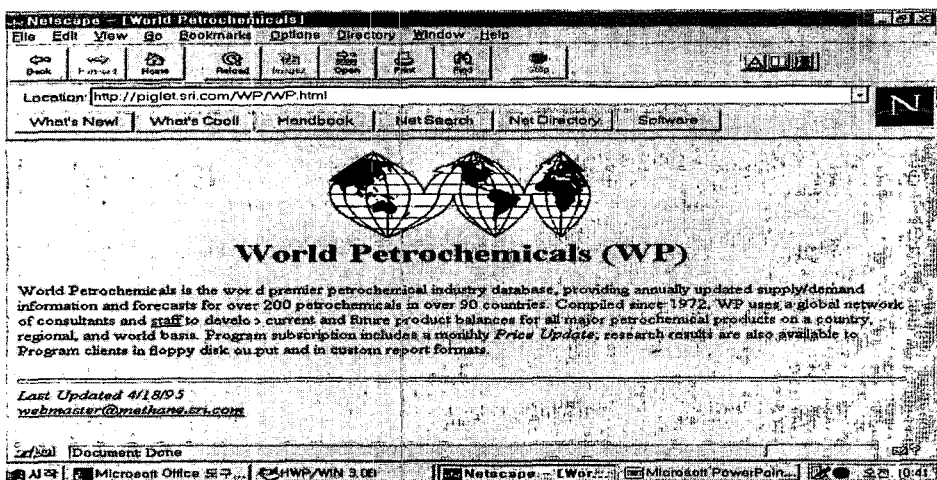 Netscape - [World Petrochemicals]
File Edit View Go Bookmarks Options Directory Window Help
Back Forward Home Reload Images Open Print Find Stop
Location: http://piglet.sri.com/WP/WP.html
What's New! What's Cool! Handbook Net Search Net Directory Software
N
World Petrochemicals (WP)
World Petrochemicals is the wor d premier petrochemical industry database, providing annually updated supply/demand
information and forecasts for over 200 petrochemicals in over 90 countries. Compiled since 1972, WP uses a global network
of consultants and staff to develo current and future product balances for all major petrochemical products on a country,
regional, and world basis. Program subscription includes a monthly Price Update; research results are also available to
Program clients in floppy disk ou put and in custom report formats.
Last Updated 4/18/95
webmaster@methane.sri.com
Document: Done
시작 Microsoft Office 도구... HWP/WIN 3.0b Netscape - [Wor... Microsoft PowerPoin... 오전 10:41